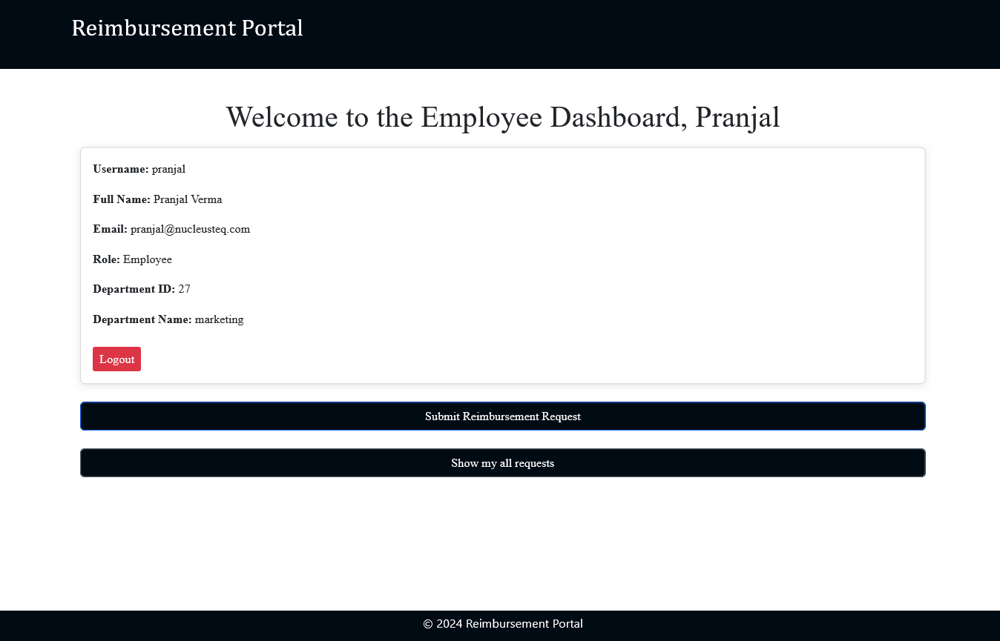 Reimbursement Portal
Welcome to the Employee Dashboard, Pranjal
Username: pranjal
Full Name: Pranjal Verma
Email: pranjal@nucleusteq.com
Role: Employee
Department ID: 27
Department Name: marketing
Logout
Submit Reimbursement Request
Show my all requests
© 2024 Reimbursement Portal